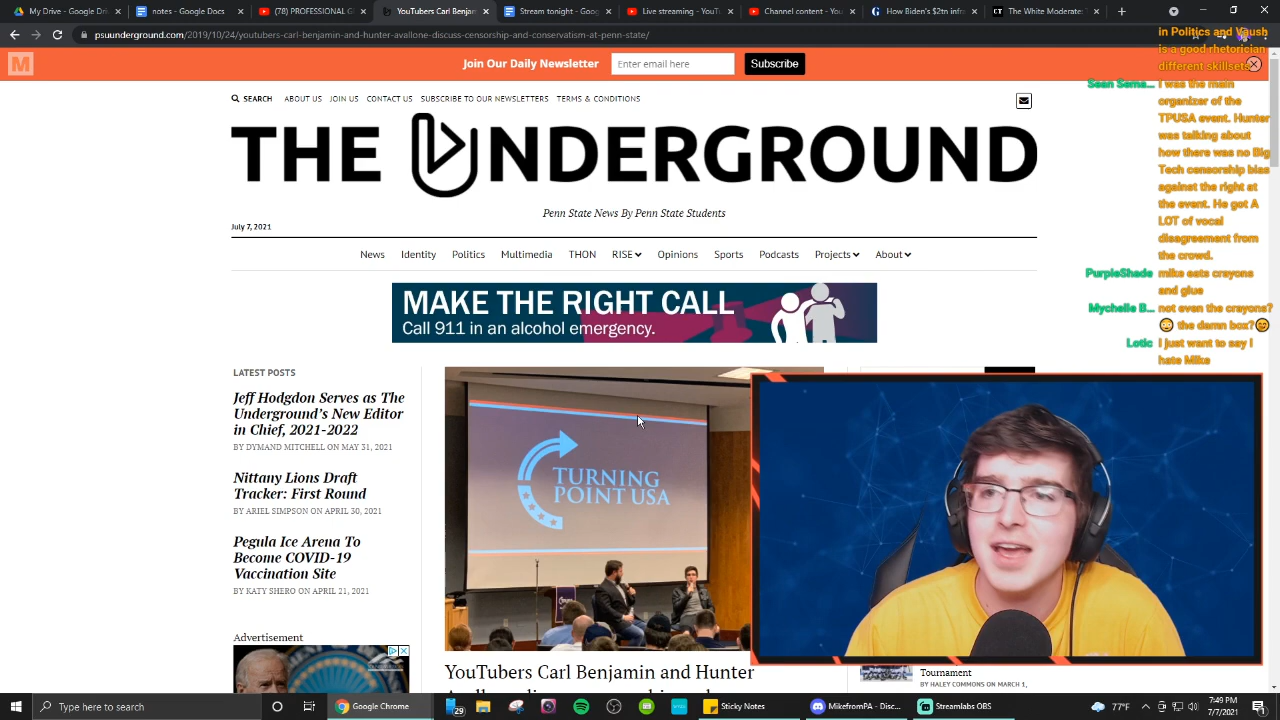 My Drive - Google Dri
notes - Google Docs
(78) PROFESSIONAL G
YouTubers Carl Benj
Stream tonight - Goo
Live streaming - YouT
Channel content - You
How Biden's $2tn infr
The White Moderate:
psuunderground.com/2019/10/24/youtubers-carl-benjamin-and-hunter-avallone-discuss-censorship-and-conservatism-at-penn-state/
M
Join Our Daily Newsletter
Enter email here
Subscribe
SEARCH ABOUT US JOIN US CONTACT US SUBSCRIBE TO OUR NEWSLETTERS TERMS & CONDITIONS
THE UNDERGROUND
Penn State News By Penn State Students
July 7, 2021
News Identity Politics Multimedia THON RISE Opinions Sports Podcasts Projects About
MAKE THE RIGHT CALL
Call 911 in an alcohol emergency.
LATEST POSTS
Jeff Hodgdon Serves as The
Underground's New Editor
in Chief, 2021-2022
BY DYMAND MITCHELL ON MAY 31, 2021
Nittany Lions Draft
Tracker: First Round
BY ARIEL SIMPSON ON APRIL 30, 2021
Pegula Ice Arena To
Become COVID-19
Vaccination Site
BY KATY SHERO ON APRIL 21, 2021
Advertisement
TURNING
POINT USA
YouTubers Carl Benjamin and Hunter
Tournament
BY HALEY COMMONS ON MARCH 1,
in Politics and Vaush
is a good rhetorician
different skillsets
Sean Soma... I was the main
organizer of the
TPUSA event. Hunter
was talking about
how there was no Big
Tech censorship bias
against the right at
the event. He got A
LOT of vocal
disagreement from
the crowd.
PurpleShade mike eats crayons
and glue
Mychelle B... not even the crayons?
😳 the damn box?😊
Lotic I just want to say I
hate Mike
Type here to search
Google Chrome
29
Sticky Notes
MikefromPA - Disc...
Streamlabs OBS
77°F
7:49 PM
7/7/2021